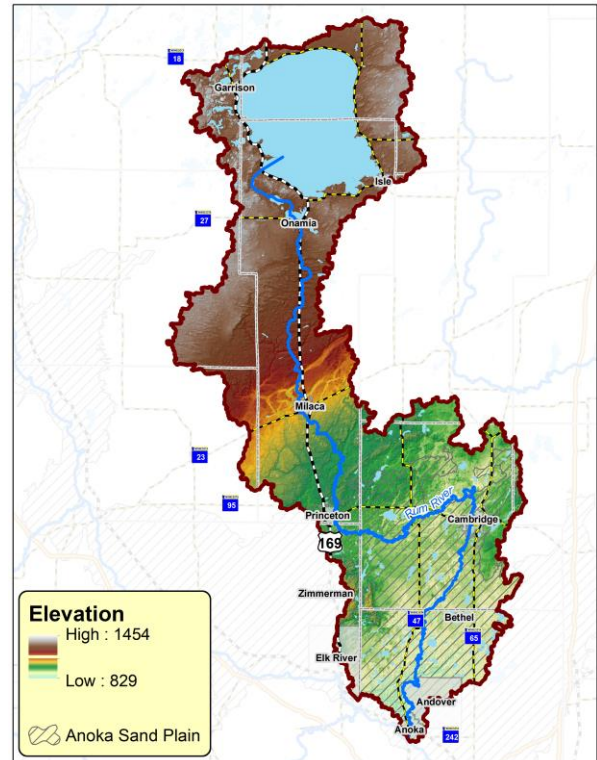 18
Garrison
Isle
27
Onamia
Milaca
23
95
Princeton
Rum River
Cambridge
169
Zimmerman
47
Bethel
65
Elk River
Andover
Anoka
242
Elevation
High : 1454
Low : 829
Anoka Sand Plain